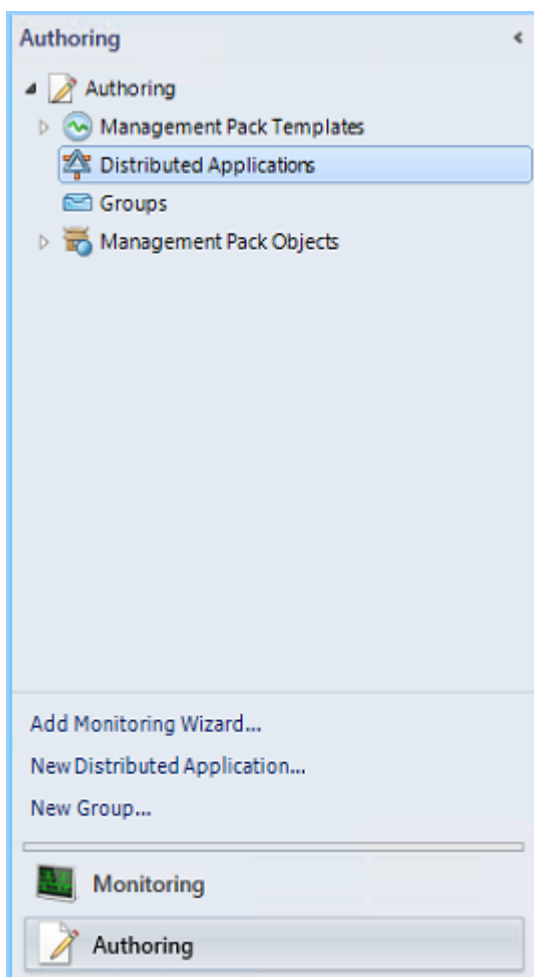 Authoring
Authoring
Management Pack Templates
Distributed Applications
Groups
Management Pack Objects
Add Monitoring Wizard...
New Distributed Application...
New Group...
Monitoring
Authoring